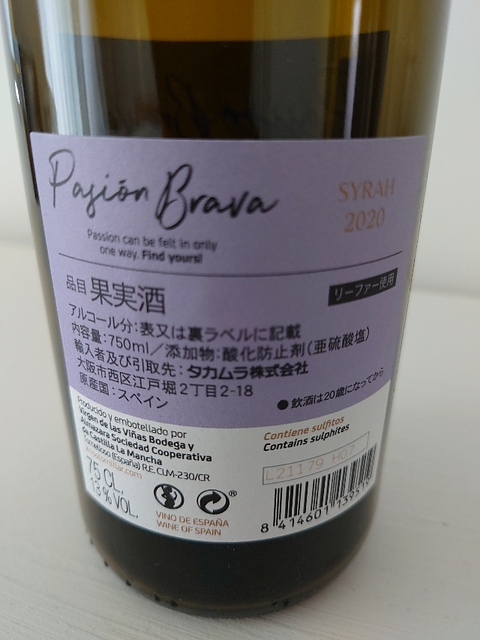 Pasión Brava
SYRAH
2020
Passion can be felt in only
one way. Find yours!
品目 果実酒
リーファー使用
アルコール分:表又は裏ラベルに記載
内容量:750ml/添加物:酸化防止剤(亜硫酸塩)
輸入者及び引取先:タカムラ株式会社
大阪市西区江戸堀2丁目2-18
原産国:スペイン
●飲酒は20歳になってから
Producido y embotellado por
Virgen de las Viñas Bodega y
Almazara Sociedad Cooperativa
de Castilla La Mancha
(España) R.E. CLM-230/CR
75 CL.
13 % VOL.
Contiene sulfitos
Contains sulphites
L21179
VINO DE ESPAÑA
WINE OF SPAIN